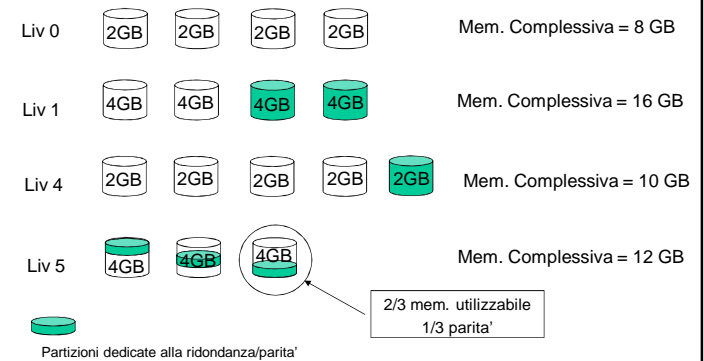 Liv 0 2GB 2GB 2GB 2GB Mem. Complessiva = 8 GB
Liv 1 4GB 4GB 4GB 4GB Mem. Complessiva = 16 GB
Liv 4 2GB 2GB 2GB 2GB 2GB Mem. Complessiva = 10 GB
Liv 5 4GB 4GB 4GB Mem. Complessiva = 12 GB
2/3 mem. utilizzabile
1/3 parita'
Partizioni dedicate alla ridondanza/parita'